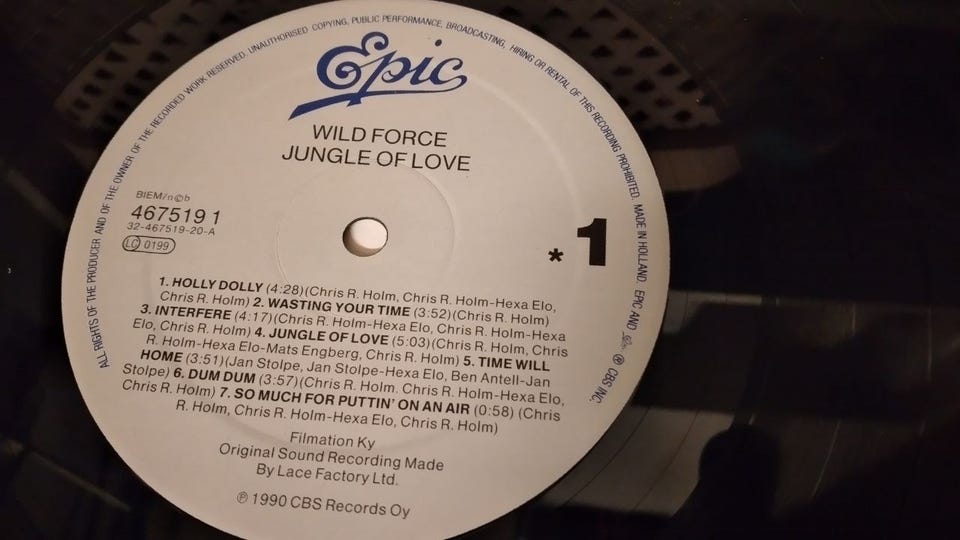 ALL RIGHTS OF THE PRODUCER AND OF THE OWNER OF THE RECORDED WORK RESERVED. UNAUTHORISED COPYING, PUBLIC PERFORMANCE, BROADCASTING, HIRING OR RENTAL OF THIS RECORDING PROHIBITED. MADE IN HOLLAND. EPIC AND ℗ CBS INC.
Epic
WILD FORCE
JUNGLE OF LOVE
BIEM/n©b
467519 1
32-467519-20-A
LC 0199
* 1
1. HOLLY DOLLY (4:28)(Chris R. Holm, Chris R. Holm-Hexa Elo,
Chris R. Holm) 2. WASTING YOUR TIME (3:52)(Chris R. Holm)
3. INTERFERE (4:17)(Chris R. Holm-Hexa Elo, Chris R. Holm-Hexa
Elo, Chris R. Holm) 4. JUNGLE OF LOVE (5:03)(Chris R. Holm, Chris
R. Holm-Hexa Elo-Mats Engberg, Chris R. Holm) 5. TIME WILL
HOME (3:51)(Jan Stolpe, Jan Stolpe-Hexa Elo, Ben Antell-Jan
Stolpe) 6. DUM DUM (3:57)(Chris R. Holm, Chris R. Holm-Hexa Elo,
Chris R. Holm) 7. SO MUCH FOR PUTTIN' ON AN AIR (0:58) (Chris
R. Holm, Chris R. Holm-Hexa Elo, Chris R. Holm)
Filmation Ky
Original Sound Recording Made
By Lace Factory Ltd.
℗ 1990 CBS Records Oy